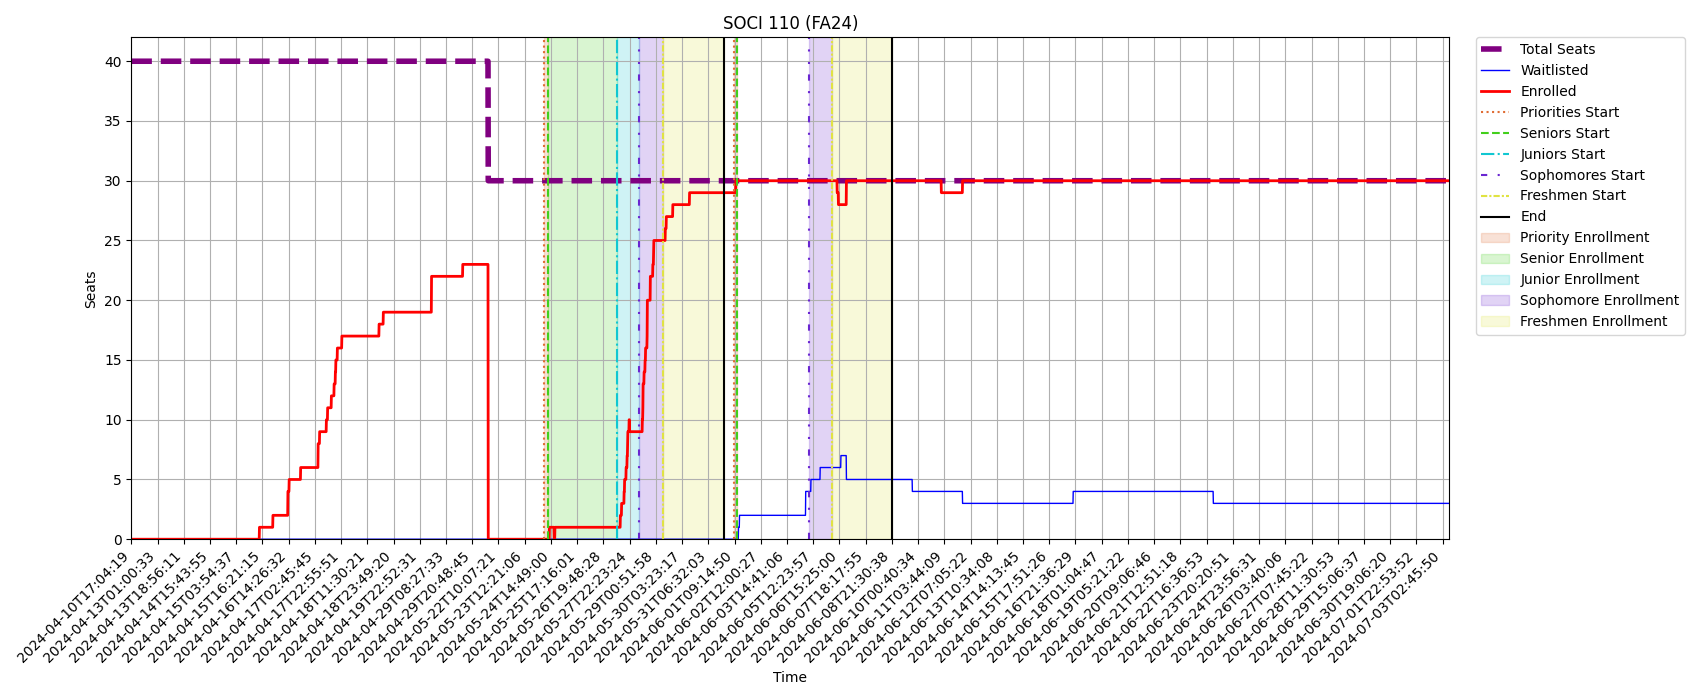 SOCI 110 (FA24)
Seats
40
35
30
25
20
15
10
5
0
2024-04-10T17:04:19
2024-04-13T01:00:33
2024-04-13T18:56:11
2024-04-14T15:43:55
2024-04-15T03:54:37
2024-04-15T16:21:15
2024-04-16T14:26:32
2024-04-17T02:45:45
2024-04-17T22:55:51
2024-04-18T11:30:21
2024-04-18T23:49:20
2024-04-19T22:52:31
2024-04-29T08:27:33
2024-04-29T20:48:45
2024-05-22T10:07:21
2024-05-23T12:21:06
2024-05-24T14:49:00
2024-05-25T17:16:01
2024-05-26T19:48:28
2024-05-27T22:23:24
2024-05-29T00:51:58
2024-05-30T03:23:17
2024-05-31T06:32:03
2024-06-01T09:14:50
2024-06-02T12:00:27
2024-06-03T14:41:06
2024-06-05T12:23:57
2024-06-06T15:25:00
2024-06-07T18:17:55
2024-06-08T21:30:38
2024-06-10T00:40:34
2024-06-11T03:44:09
2024-06-12T07:05:22
2024-06-13T10:34:08
2024-06-14T14:13:45
2024-06-15T17:51:26
2024-06-16T21:36:29
2024-06-18T01:04:47
2024-06-19T05:21:22
2024-06-20T09:06:46
2024-06-21T12:51:18
2024-06-22T16:36:53
2024-06-23T20:20:51
2024-06-24T23:56:31
2024-06-26T03:40:06
2024-06-27T07:45:22
2024-06-28T11:30:53
2024-06-29T15:06:37
2024-06-30T19:06:20
2024-07-01T22:53:52
2024-07-03T02:45:50
Time
Total Seats
Waitlisted
Enrolled
Priorities Start
Seniors Start
Juniors Start
Sophomores Start
Freshmen Start
End
Priority Enrollment
Senior Enrollment
Junior Enrollment
Sophomore Enrollment
Freshmen Enrollment